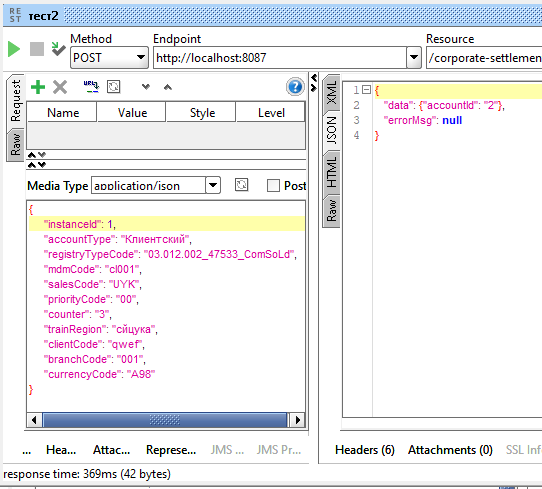 RE
ST
тест2
Method
Endpoint
Resource
POST
http://localhost:8087
/corporate-settlemen
Request
Raw
URL
?
Name
Value
Style
Level
Media Type
application/json
Post
{
"instanceId": 1,
"accountType": "Клиентский",
"registryTypeCode": "03.012.002_47533_ComSoLd",
"mdmCode": "cl001",
"salesCode": "UYK",
"priorityCode": "00",
"counter": "3",
"trainRegion": "сйцука",
"clientCode": "qwef",
"branchCode": "001",
"currencyCode": "A98"
}
... Hea... Attac... Represe... JMS ... JMS Pr...
XML
JSON
HTML
Raw
1 {
2 "data": {"accountId": "2"},
3 "errorMsg": null
4 }
Headers (6) Attachments (0) SSL Inf
response time: 369ms (42 bytes)